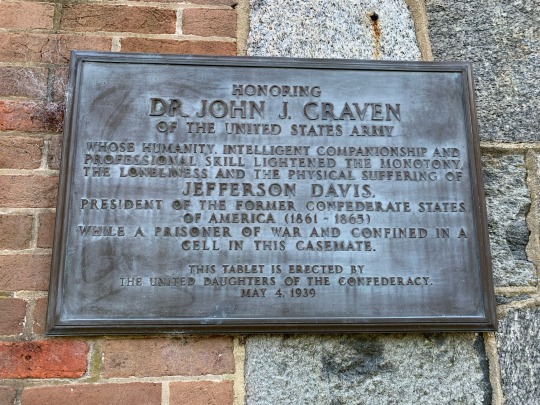 HONORING
DR. JOHN J. CRAVEN
OF THE UNITED STATES ARMY
WHOSE HUMANITY, INTELLIGENT COMPANIONSHIP AND
PROFESSIONAL SKILL LIGHTENED THE MONOTONY,
THE LONELINESS AND THE PHYSICAL SUFFERING OF
JEFFERSON DAVIS,
PRESIDENT OF THE FORMER CONFEDERATE STATES
OF AMERICA (1861-1865)
WHILE A PRISONER OF WAR AND CONFINED IN A
CELL IN THIS CASEMATE.
THIS TABLET IS ERECTED BY
THE UNITED DAUGHTERS OF THE CONFEDERACY.
MAY 4, 1939